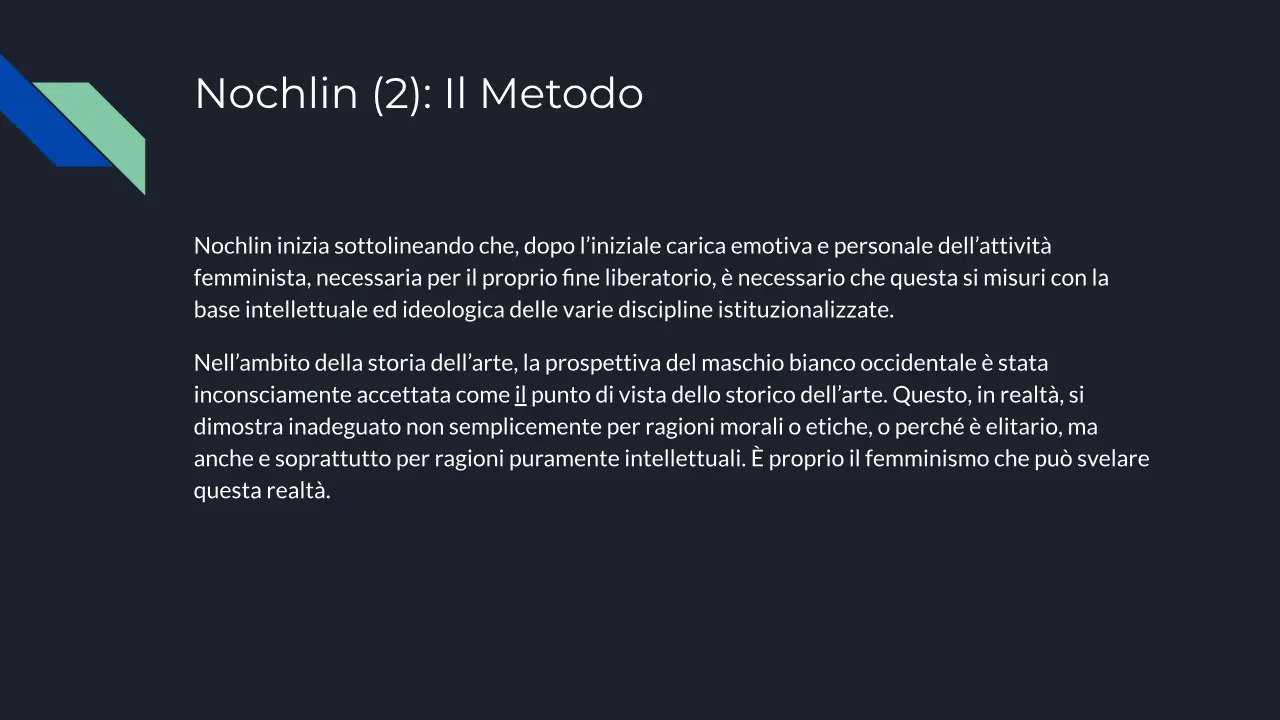 Nochlin (2): Il Metodo
Nochlin inizia sottolineando che, dopo l’iniziale carica emotiva e personale dell’attività
femminista, necessaria per il proprio fine liberatorio, è necessario che questa si misuri con la
base intellettuale ed ideologica delle varie discipline istituzionalizzate.
Nell’ambito della storia dell’arte, la prospettiva del maschio bianco occidentale è stata
inconsciamente accettata come il punto di vista dello storico dell’arte. Questo, in realtà, si
dimostra inadeguato non semplicemente per ragioni morali o etiche, o perché è elitario, ma
anche e soprattutto per ragioni puramente intellettuali. È proprio il femminismo che può svelare
questa realtà.